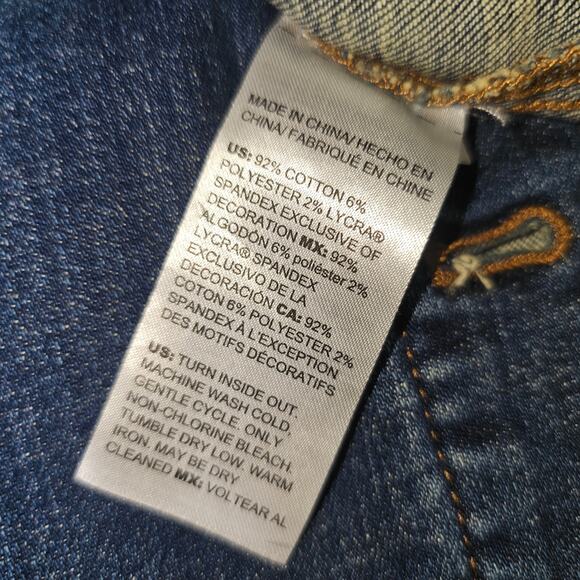 MADE IN CHINA/ HECHO EN
CHINA/ FABRIQUÉ EN CHINE
US: 92% COTTON 6%
POLYESTER 2% LYCRA®
SPANDEX EXCLUSIVE OF
DECORATION MX: 92%
ALGODÓN 6% poliéster 2%
LYCRA® SPANDEX
EXCLUSIVO DE LA
DECORACIÓN CA: 92%
COTON 6% POLYESTER 2%
SPANDEX À L'EXCEPTION
DES MOTIFS DÉCORATIFS
US: TURN INSIDE OUT.
MACHINE WASH COLD.
GENTLE CYCLE. ONLY
NON-CHLORINE BLEACH.
TUMBLE DRY LOW. WARM
IRON. MAY BE DRY
CLEANED MX: VOLTEAR AL